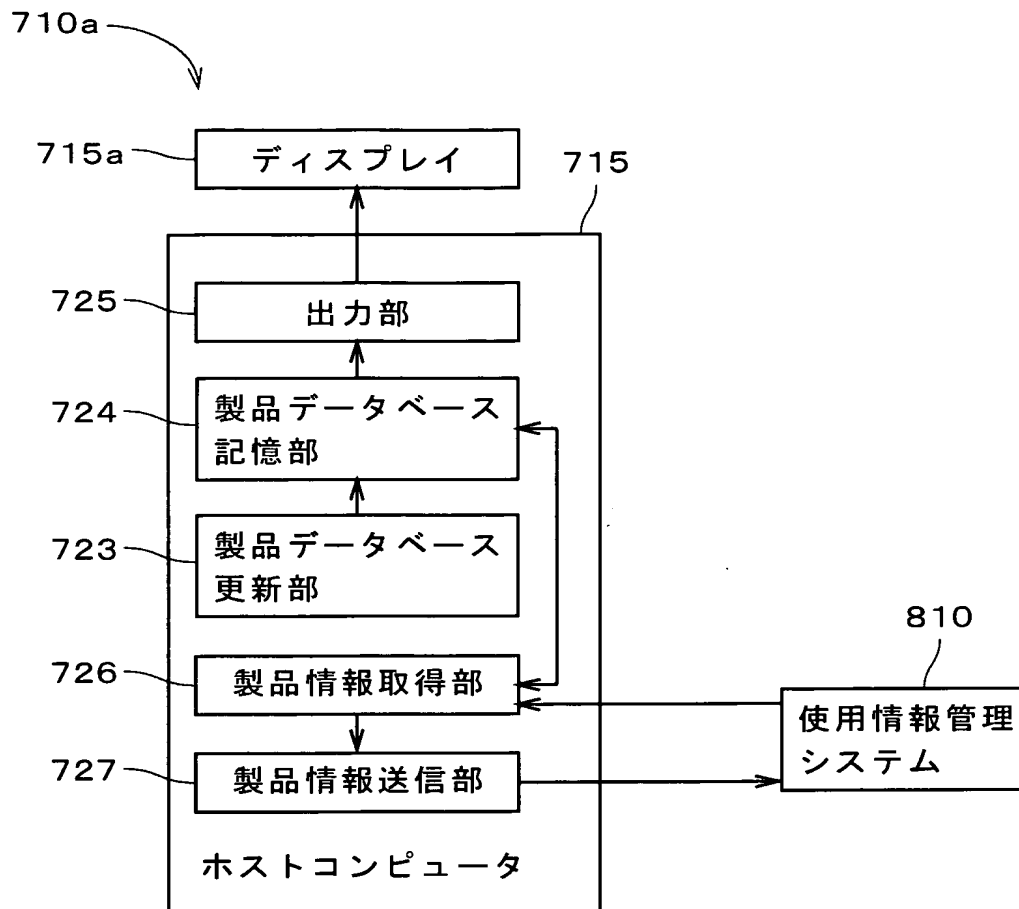 710a
715a
ディスプレイ
715
725
出力部
724
製品データベース
記憶部
723
製品データベース
更新部
810
726
製品情報取得部
使用情報管理
システム
727
製品情報送信部
ホストコンピュータ